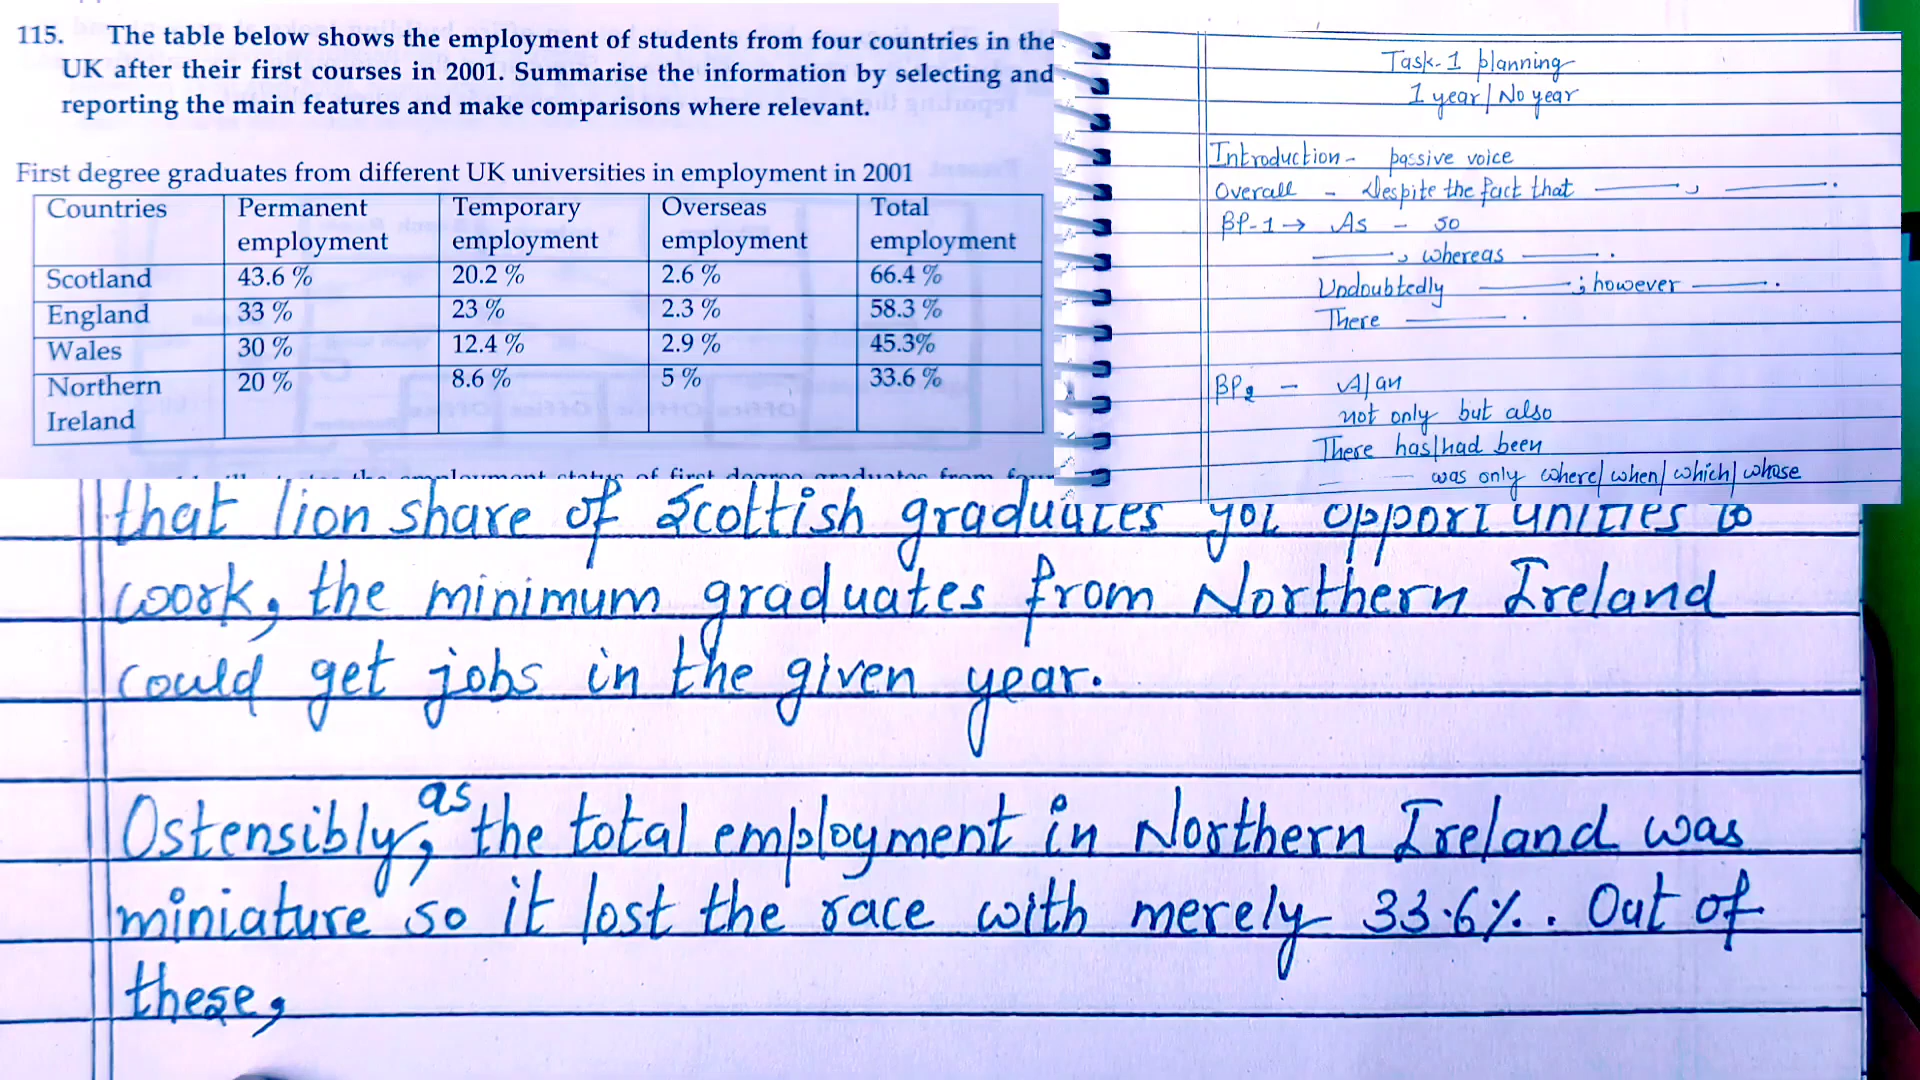 115. The table below shows the employment of students from four countries in the
UK after their first courses in 2001. Summarise the information by selecting and
reporting the main features and make comparisons where relevant.
First degree graduates from different UK universities in employment in 2001
Countries Permanent employment Temporary employment Overseas employment Total employment
Scotland 43.6 % 20.2 % 2.6 % 66.4 %
England 33 % 23 % 2.3 % 58.3 %
Wales 30 % 12.4 % 2.9 % 45.3%
Northern Ireland 20 % 8.6 % 5 % 33.6 %
the employment status of first degree graduates from four
Task-1 planning
1 year/ No year
Introduction - passive voice
Overall - Despite the fact that ———, ———.
BP-1 → As - so
———, whereas ———.
Undoubtedly ———; however ———.
There ———.
BP2 - A/an
not only but also
There has/had been
was only where/ when/ which/ whose
that lion share of Scottish graduates got opportunities to
work, the minimum graduates from Northern Ireland
could get jobs in the given year.
Ostensibly, as the total employment in Northern Ireland was
miniature so it lost the race with merely 33.6%. Out of
these,